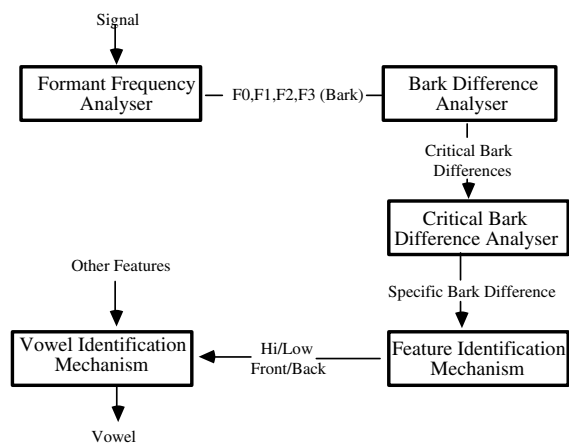 Signal
Formant Frequency
Analyser
F0,F1,F2,F3 (Bark)
Bark Difference
Analyser
Critical Bark
Differences
Critical Bark
Difference Analyser
Specific Bark Difference
Feature Identification
Mechanism
Hi/Low
Front/Back
Other Features
Vowel Identification
Mechanism
Vowel